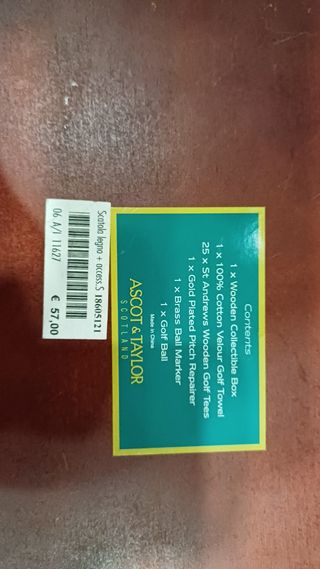 Contents
1 x Wooden Collectible Box
1 x 100% Cotton Velour Golf Towel
25 x St Andrews Wooden Golf Tees
1 x Gold Plated Pitch Repairer
1 x Brass Ball Marker
1 x Golf Ball
Made in China
ASCOT & TAYLOR
SCOTLAND
Scatola legno + access.S 18605121
06 A/I 11627
€ 57,00